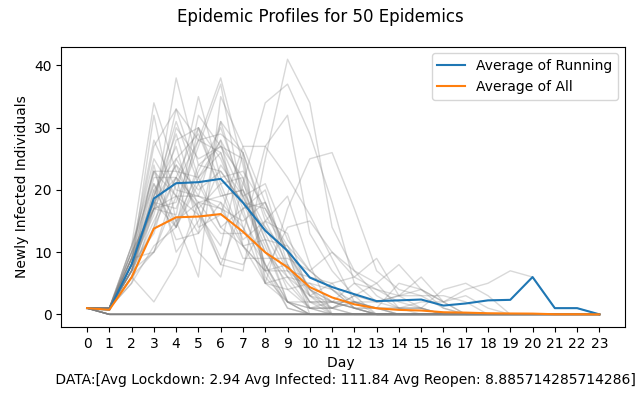 Epidemic Profiles for 50 Epidemics
Average of Running
Average of All
Newly Infected Individuals
40
30
20
10
0
0 1 2 3 4 5 6 7 8 9 10 11 12 13 14 15 16 17 18 19 20 21 22 23
Day
DATA:[Avg Lockdown: 2.94 Avg Infected: 111.84 Avg Reopen: 8.885714285714286]